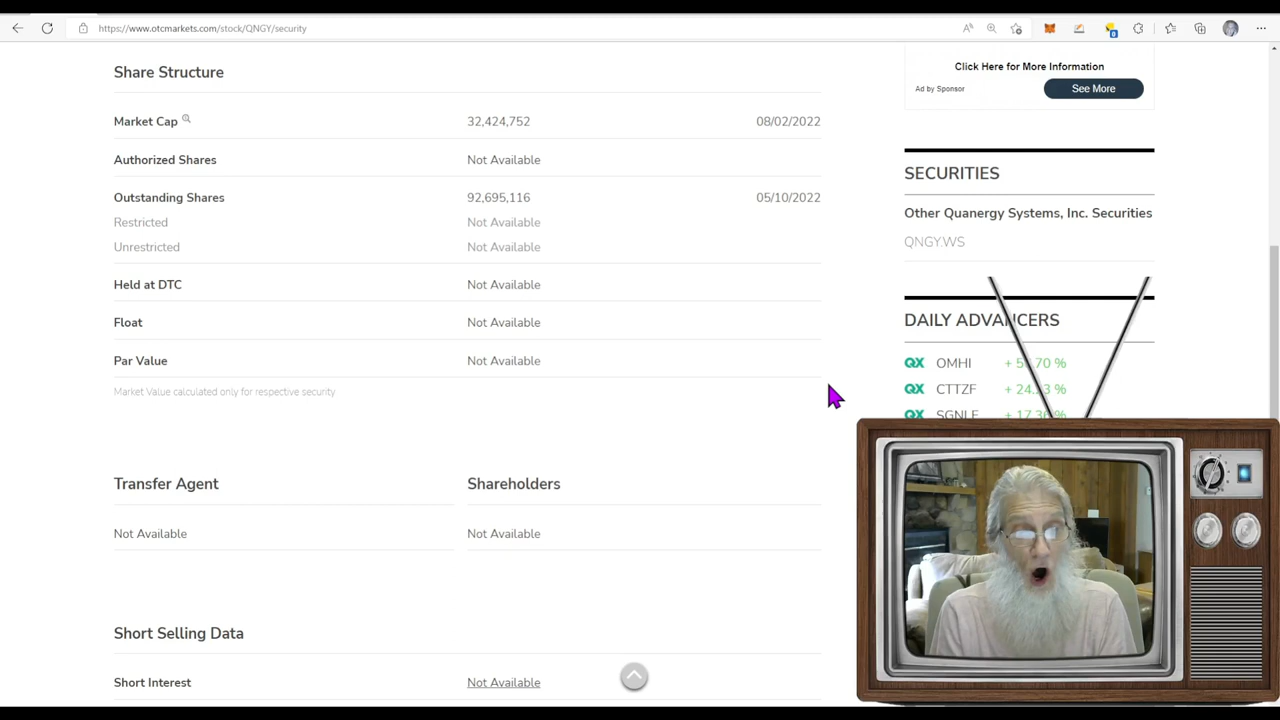 https://www.otcmarkets.com/stock/QNGY/security
Share Structure
Market Cap 32,424,752 08/02/2022
Authorized Shares Not Available
Outstanding Shares 92,695,116 05/10/2022
Restricted Not Available
Unrestricted Not Available
Held at DTC Not Available
Float Not Available
Par Value Not Available
Market Value calculated only for respective security
Transfer Agent
Not Available
Shareholders
Not Available
Short Selling Data
Short Interest Not Available
Click Here for More Information
Ad by Sponsor See More
SECURITIES
Other Quanergy Systems, Inc. Securities
QNGY.WS
DAILY ADVANCERS
QX OMHI
QX CTTZF
QX SGNLF + 17.36 %